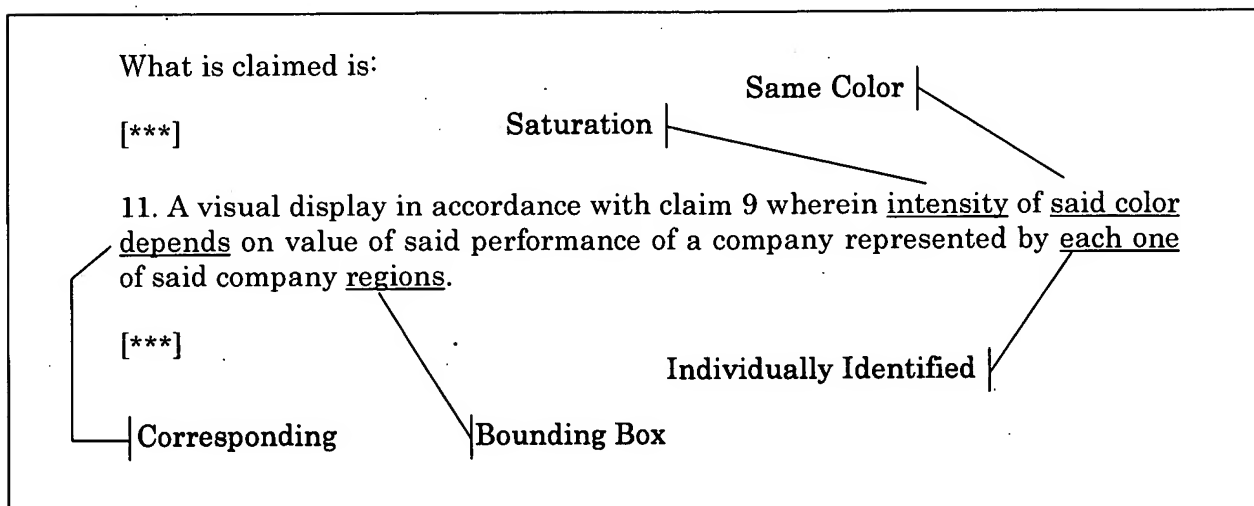 What is claimed is:
Same Color
[***]
Saturation
11. A visual display in accordance with claim 9 wherein intensity of said color
depends on value of said performance of a company represented by each one
of said company regions.
[***]
Individually Identified
Corresponding
Bounding Box